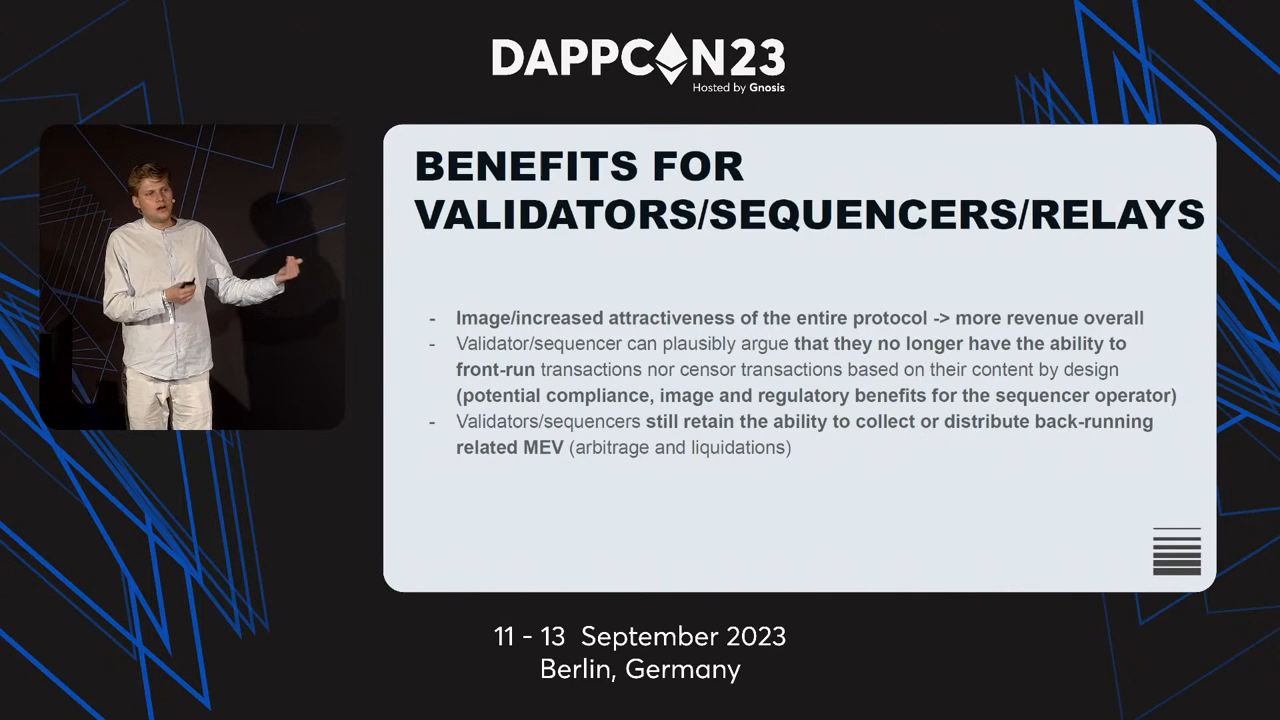 DAPPCON23
Hosted by Gnosis
BENEFITS FOR
VALIDATORS/SEQUENCERS/RELAYS
- Image/increased attractiveness of the entire protocol -> more revenue overall
- Validator/sequencer can plausibly argue that they no longer have the ability to
front-run transactions nor censor transactions based on their content by design
(potential compliance, image and regulatory benefits for the sequencer operator)
- Validators/sequencers still retain the ability to collect or distribute back-running
related MEV (arbitrage and liquidations)
11 - 13 September 2023
Berlin, Germany